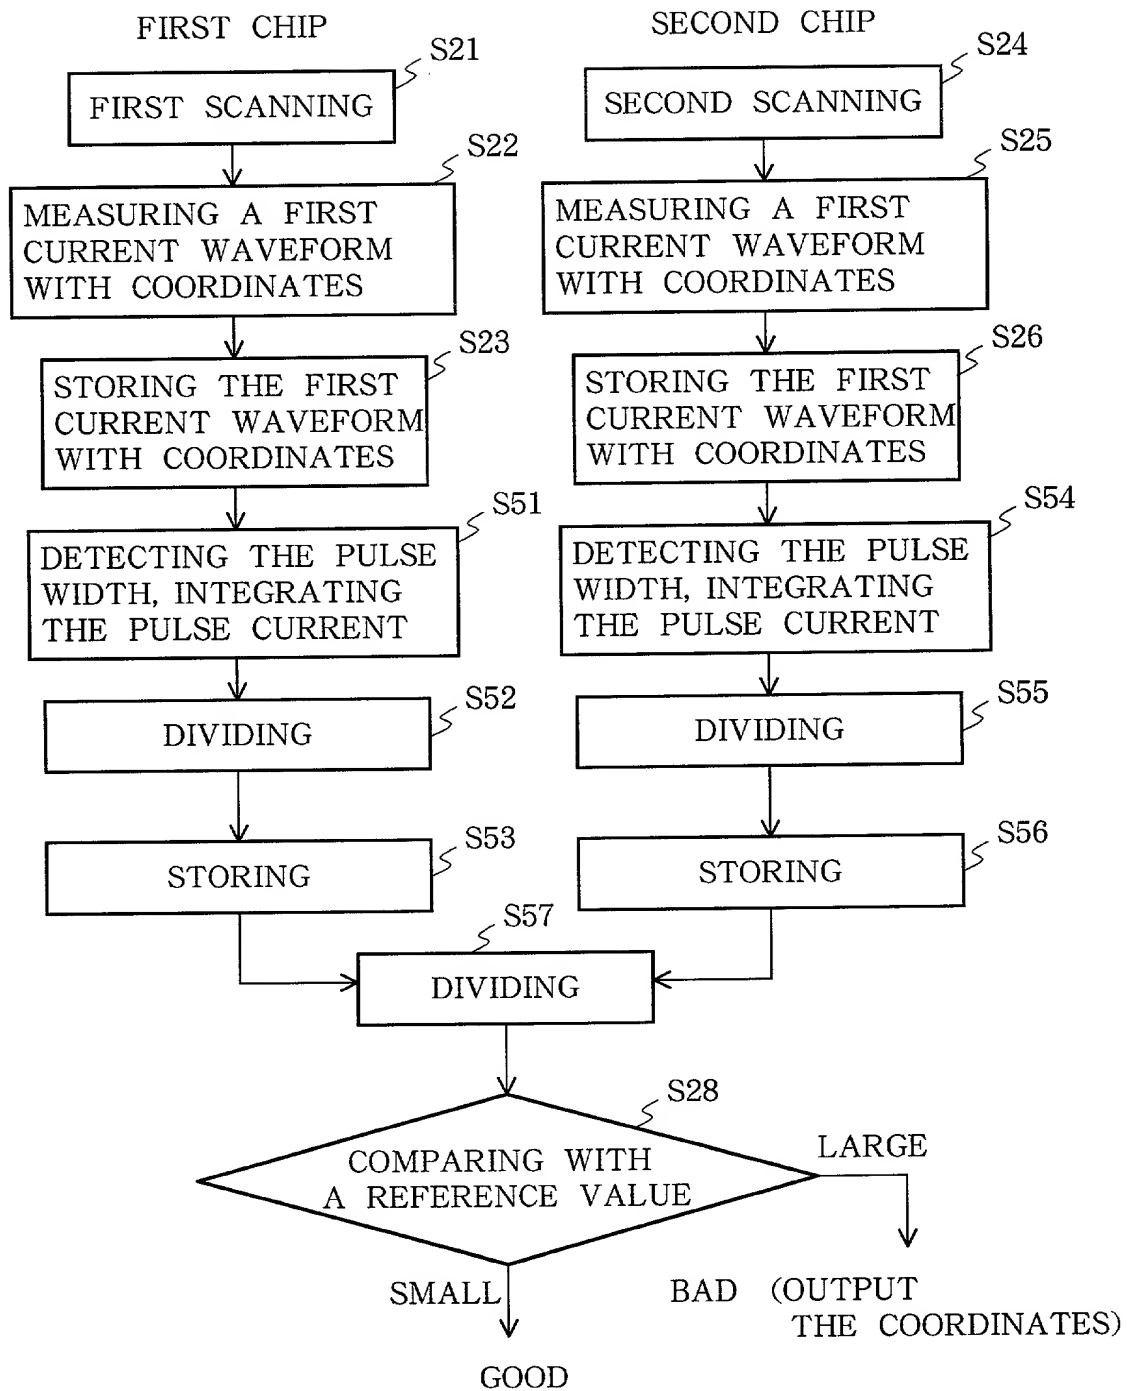 FIRST CHIP
S21
FIRST SCANNING
S22
MEASURING A FIRST
CURRENT WAVEFORM
WITH COORDINATES
S23
STORING THE FIRST
CURRENT WAVEFORM
WITH COORDINATES
S51
DETECTING THE PULSE
WIDTH, INTEGRATING
THE PULSE CURRENT
S52
DIVIDING
S53
STORING
SECOND CHIP
S24
SECOND SCANNING
S25
MEASURING A FIRST
CURRENT WAVEFORM
WITH COORDINATES
S26
STORING THE FIRST
CURRENT WAVEFORM
WITH COORDINATES
S54
DETECTING THE PULSE
WIDTH, INTEGRATING
THE PULSE CURRENT
S55
DIVIDING
S56
STORING
S57
DIVIDING
S28
COMPARING WITH
A REFERENCE VALUE
LARGE
BAD (OUTPUT
THE COORDINATES)
SMALL
GOOD